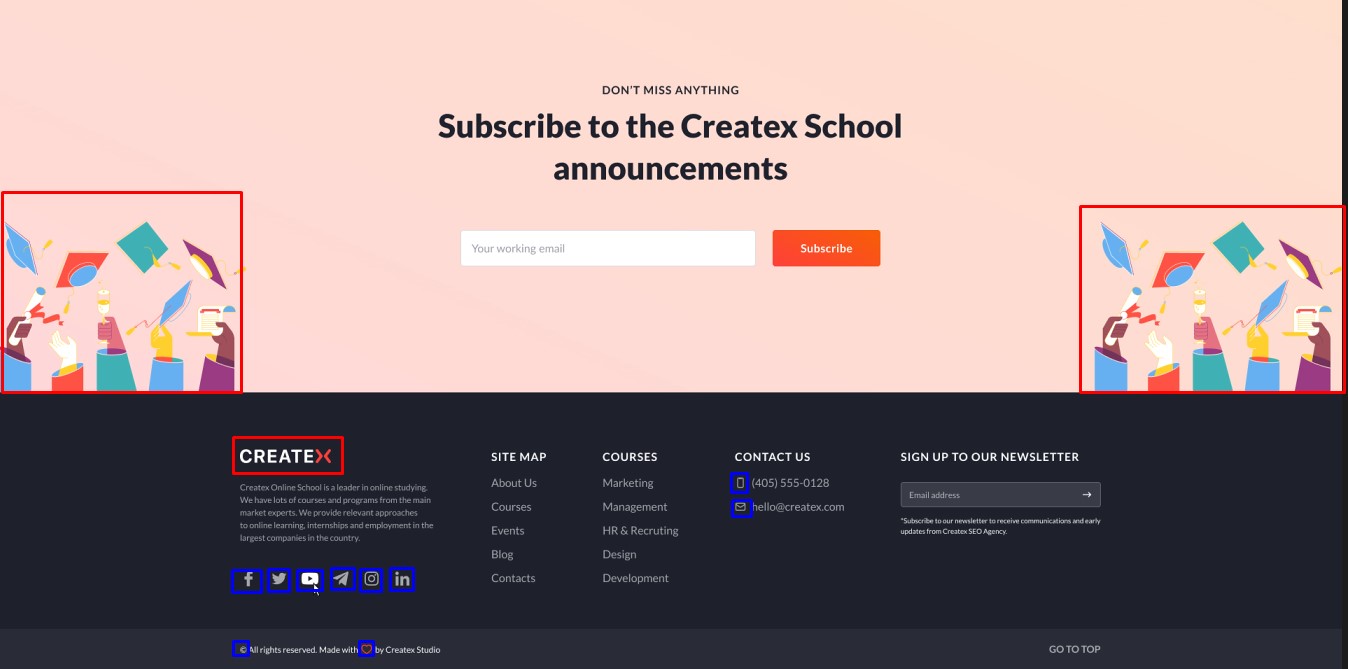 DON'T MISS ANYTHING
Subscribe to the Createx School
announcements
Your working email
Subscribe
CREATEX
Createx Online School is a leader in online studying.
We have lots of courses and programs from the main
market experts. We provide relevant approaches
to online learning, internships and employment in the
largest companies in the country.
SITE MAP
About Us
Courses
Events
Blog
Contacts
COURSES
Marketing
Management
HR & Recruting
Design
Development
CONTACT US
(405) 555-0128
hello@createx.com
SIGN UP TO OUR NEWSLETTER
Email address
*Subscribe to our newsletter to receive communications and early
updates from Createx SEO Agency.
© All rights reserved. Made with by Createx Studio
GO TO TOP